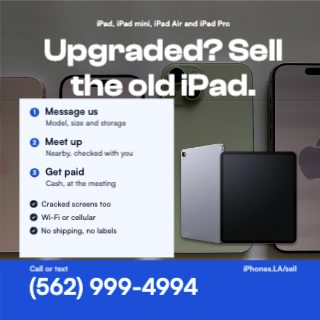 iPad, iPad mini, iPad Air and iPad Pro
Upgraded? Sell
the old iPad.
1 Message us
Model, size and storage
2 Meet up
Nearby, checked with you
3 Get paid
Cash, at the meeting
Cracked screens too
Wi-Fi or cellular
No shipping, no labels
Call or text
(562) 999-4994
iPhones.LA/sell